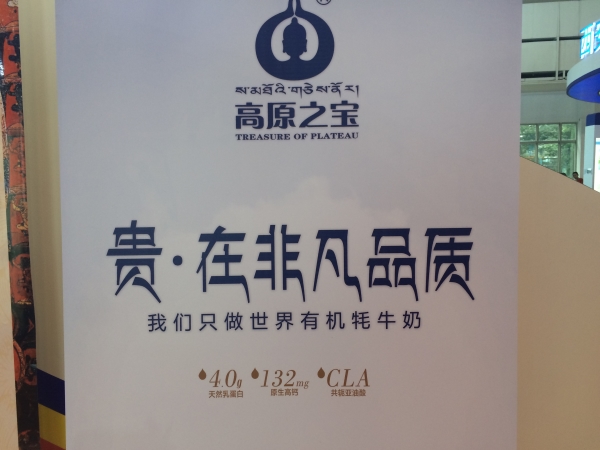 ®
ས་མཐོའི་གཅེས་ནོར།
高原之宝
TREASURE OF PLATEAU
贵·在非凡品质
我们只做世界有机牦牛奶
4.0g 132mg CLA
天然乳蛋白 原生高钙 共轭亚油酸